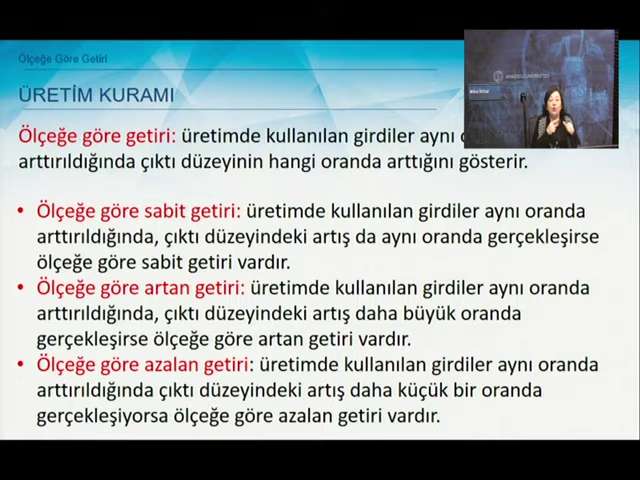 Ölçeğe Göre Getiri
ÜRETİM KURAMI
ANADOLU ÜNİVERSİTESİ
Ölçeğe göre getiri: üretimde kullanılan girdiler aynı
arttırıldığında çıktı düzeyinin hangi oranda arttığını gösterir.
• Ölçeğe göre sabit getiri: üretimde kullanılan girdiler aynı oranda
arttırıldığında, çıktı düzeyindeki artış da aynı oranda gerçekleşirse
ölçeğe göre sabit getiri vardır.
• Ölçeğe göre artan getiri: üretimde kullanılan girdiler aynı oranda
arttırıldığında, çıktı düzeyindeki artış daha büyük oranda
gerçekleşirse ölçeğe göre artan getiri vardır.
• Ölçeğe göre azalan getiri: üretimde kullanılan girdiler aynı oranda
arttırıldığında çıktı düzeyindeki artış daha küçük bir oranda
gerçekleşiyorsa ölçeğe göre azalan getiri vardır.